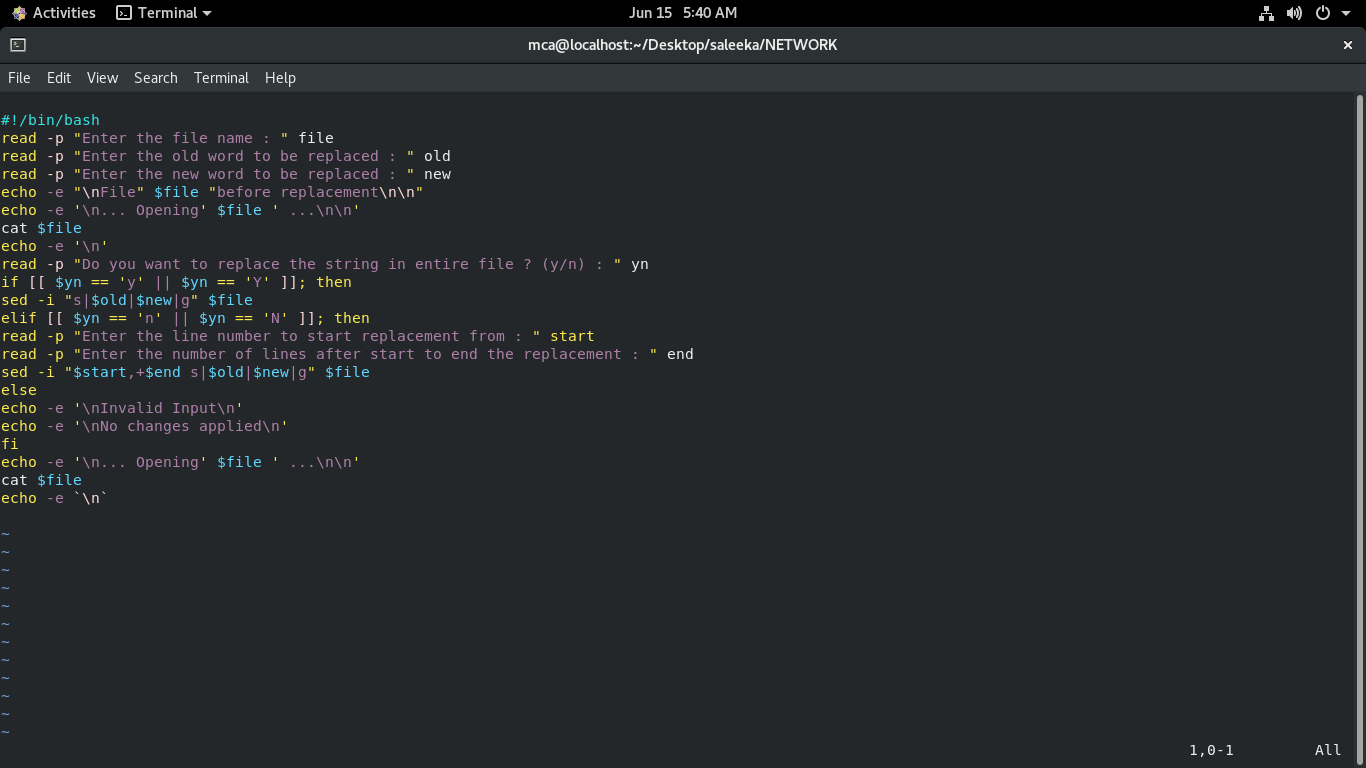 Activities Terminal Jun 15 5:40 AM
mca@localhost:~/Desktop/saleeka/NETWORK ×
File Edit View Search Terminal Help
#!/bin/bash
read -p "Enter the file name : " file
read -p "Enter the old word to be replaced : " old
read -p "Enter the new word to be replaced : " new
echo -e "\nFile" $file "before replacement\n\n"
echo -e '\n... Opening' $file ' ...\n\n'
cat $file
echo -e '\n'
read -p "Do you want to replace the string in entire file ? (y/n) : " yn
if [[ $yn == 'y' || $yn == 'Y' ]]; then
sed -i "s|$old|$new|g" $file
elif [[ $yn == 'n' || $yn == 'N' ]]; then
read -p "Enter the line number to start replacement from : " start
read -p "Enter the number of lines after start to end the replacement : " end
sed -i "$start,+$end s|$old|$new|g" $file
else
echo -e '\nInvalid Input\n'
echo -e '\nNo changes applied\n'
fi
echo -e '\n... Opening' $file ' ...\n\n'
cat $file
echo -e `\n`
~
~
~
~
~
~
~
~
~
~
~
~
1,0-1 All